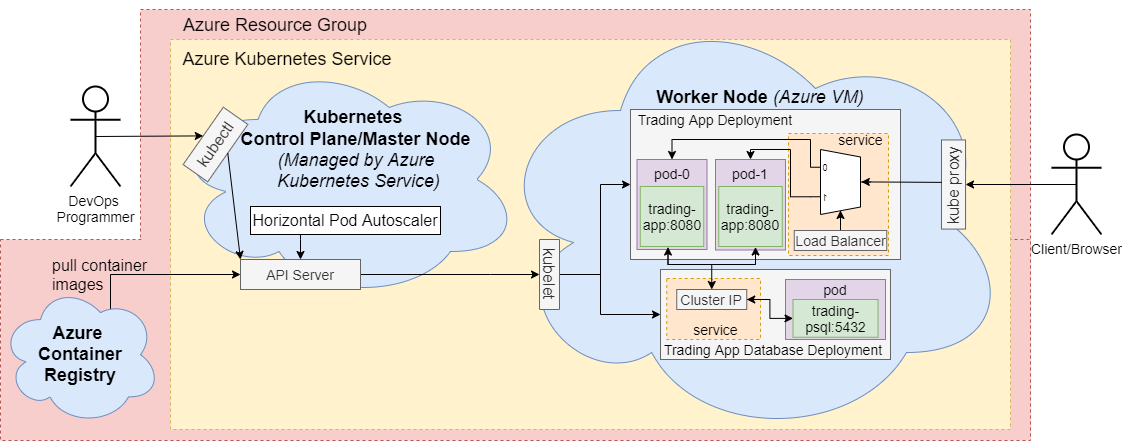 Azure Resource Group
Azure Kubernetes Service
DevOps
Programmer
kubectl
Kubernetes
Control Plane/Master Node
(Managed by Azure
Kubernetes Service)
Horizontal Pod Autoscaler
API Server
pull container
images
Azure
Container
Registry
kubelet
Worker Node (Azure VM)
Trading App Deployment
service
pod-0
trading-
app:8080
pod-1
trading-
app:8080
0
1
Load Balancer
kube proxy
Client/Browser
Cluster IP
service
pod
trading-
psql:5432
Trading App Database Deployment